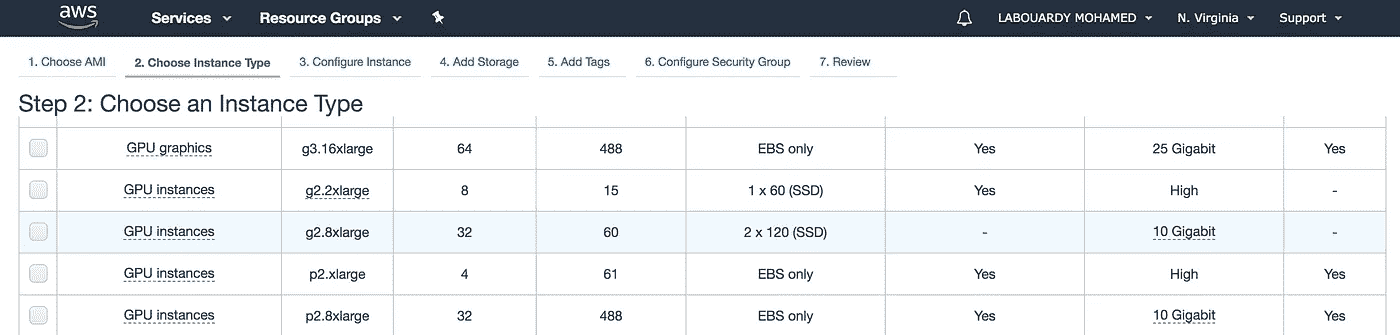 aws Services Resource Groups LABOUARDY MOHAMED N. Virginia Support
1. Choose AMI 2. Choose Instance Type 3. Configure Instance 4. Add Storage 5. Add Tags 6. Configure Security Group 7. Review
Step 2: Choose an Instance Type
GPU graphics g3.16xlarge 64 488 EBS only Yes 25 Gigabit Yes
GPU instances g2.2xlarge 8 15 1 x 60 (SSD) Yes High -
GPU instances g2.8xlarge 32 60 2 x 120 (SSD) - 10 Gigabit -
GPU instances p2.xlarge 4 61 EBS only Yes High Yes
GPU instances p2.8xlarge 32 488 EBS only Yes 10 Gigabit Yes